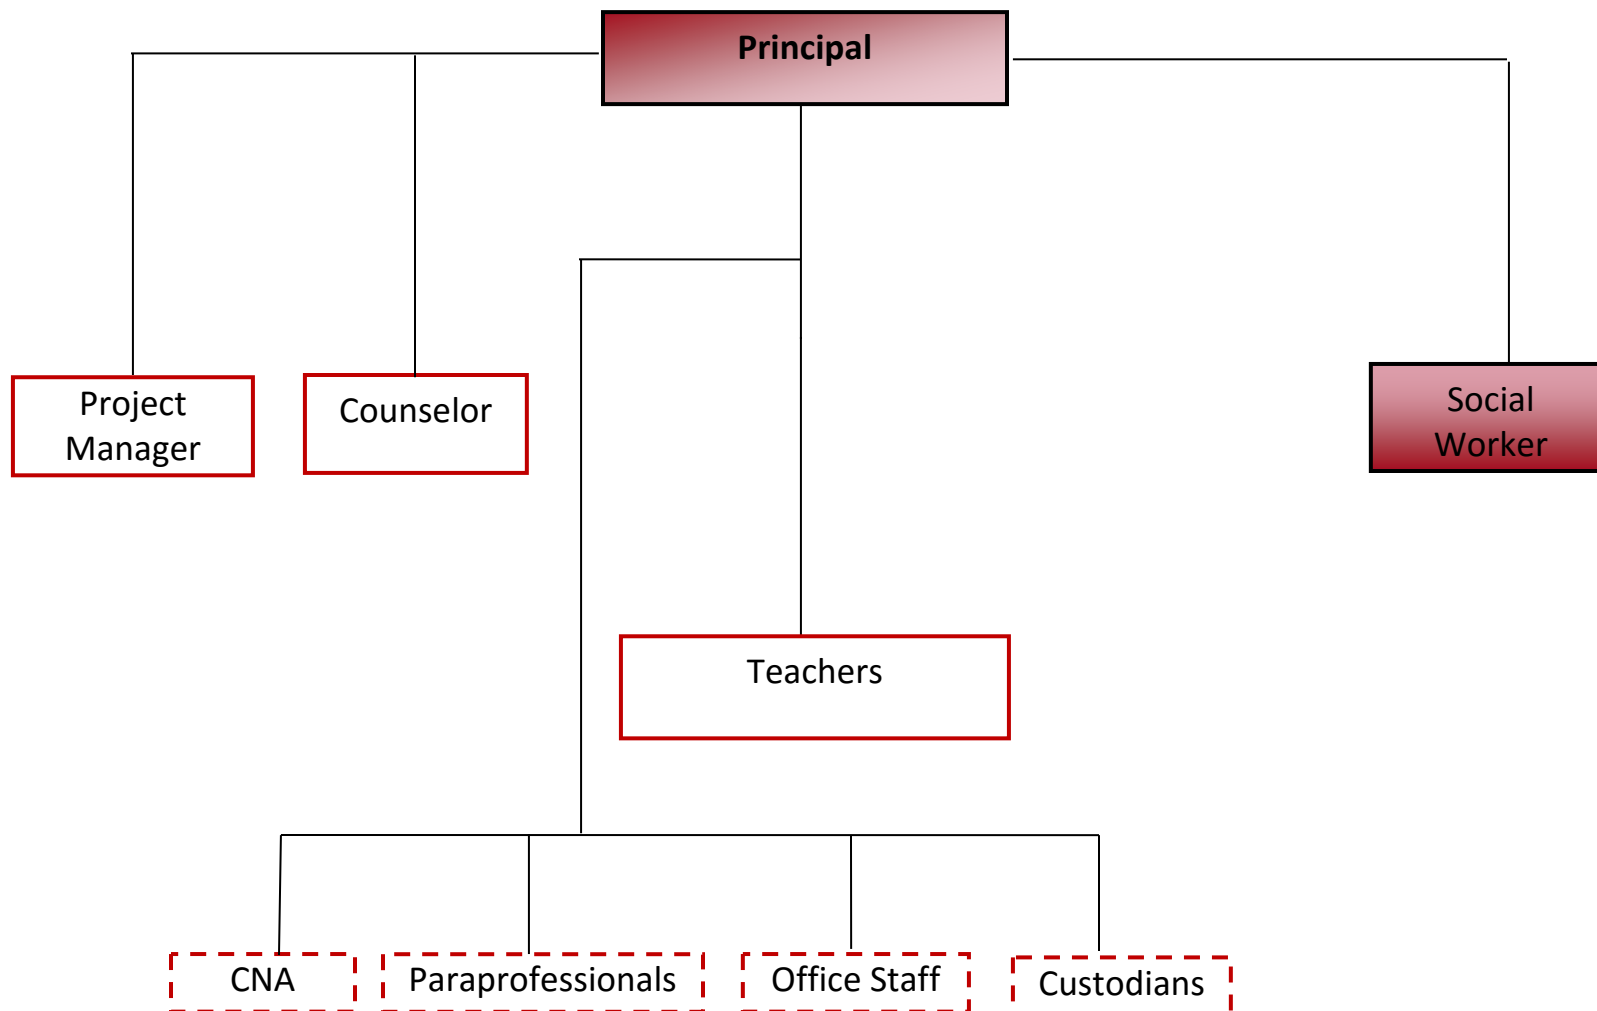 Principal
Project
Manager
Counselor
Social
Worker
Teachers
CNA
Paraprofessionals
Office Staff
Custodians